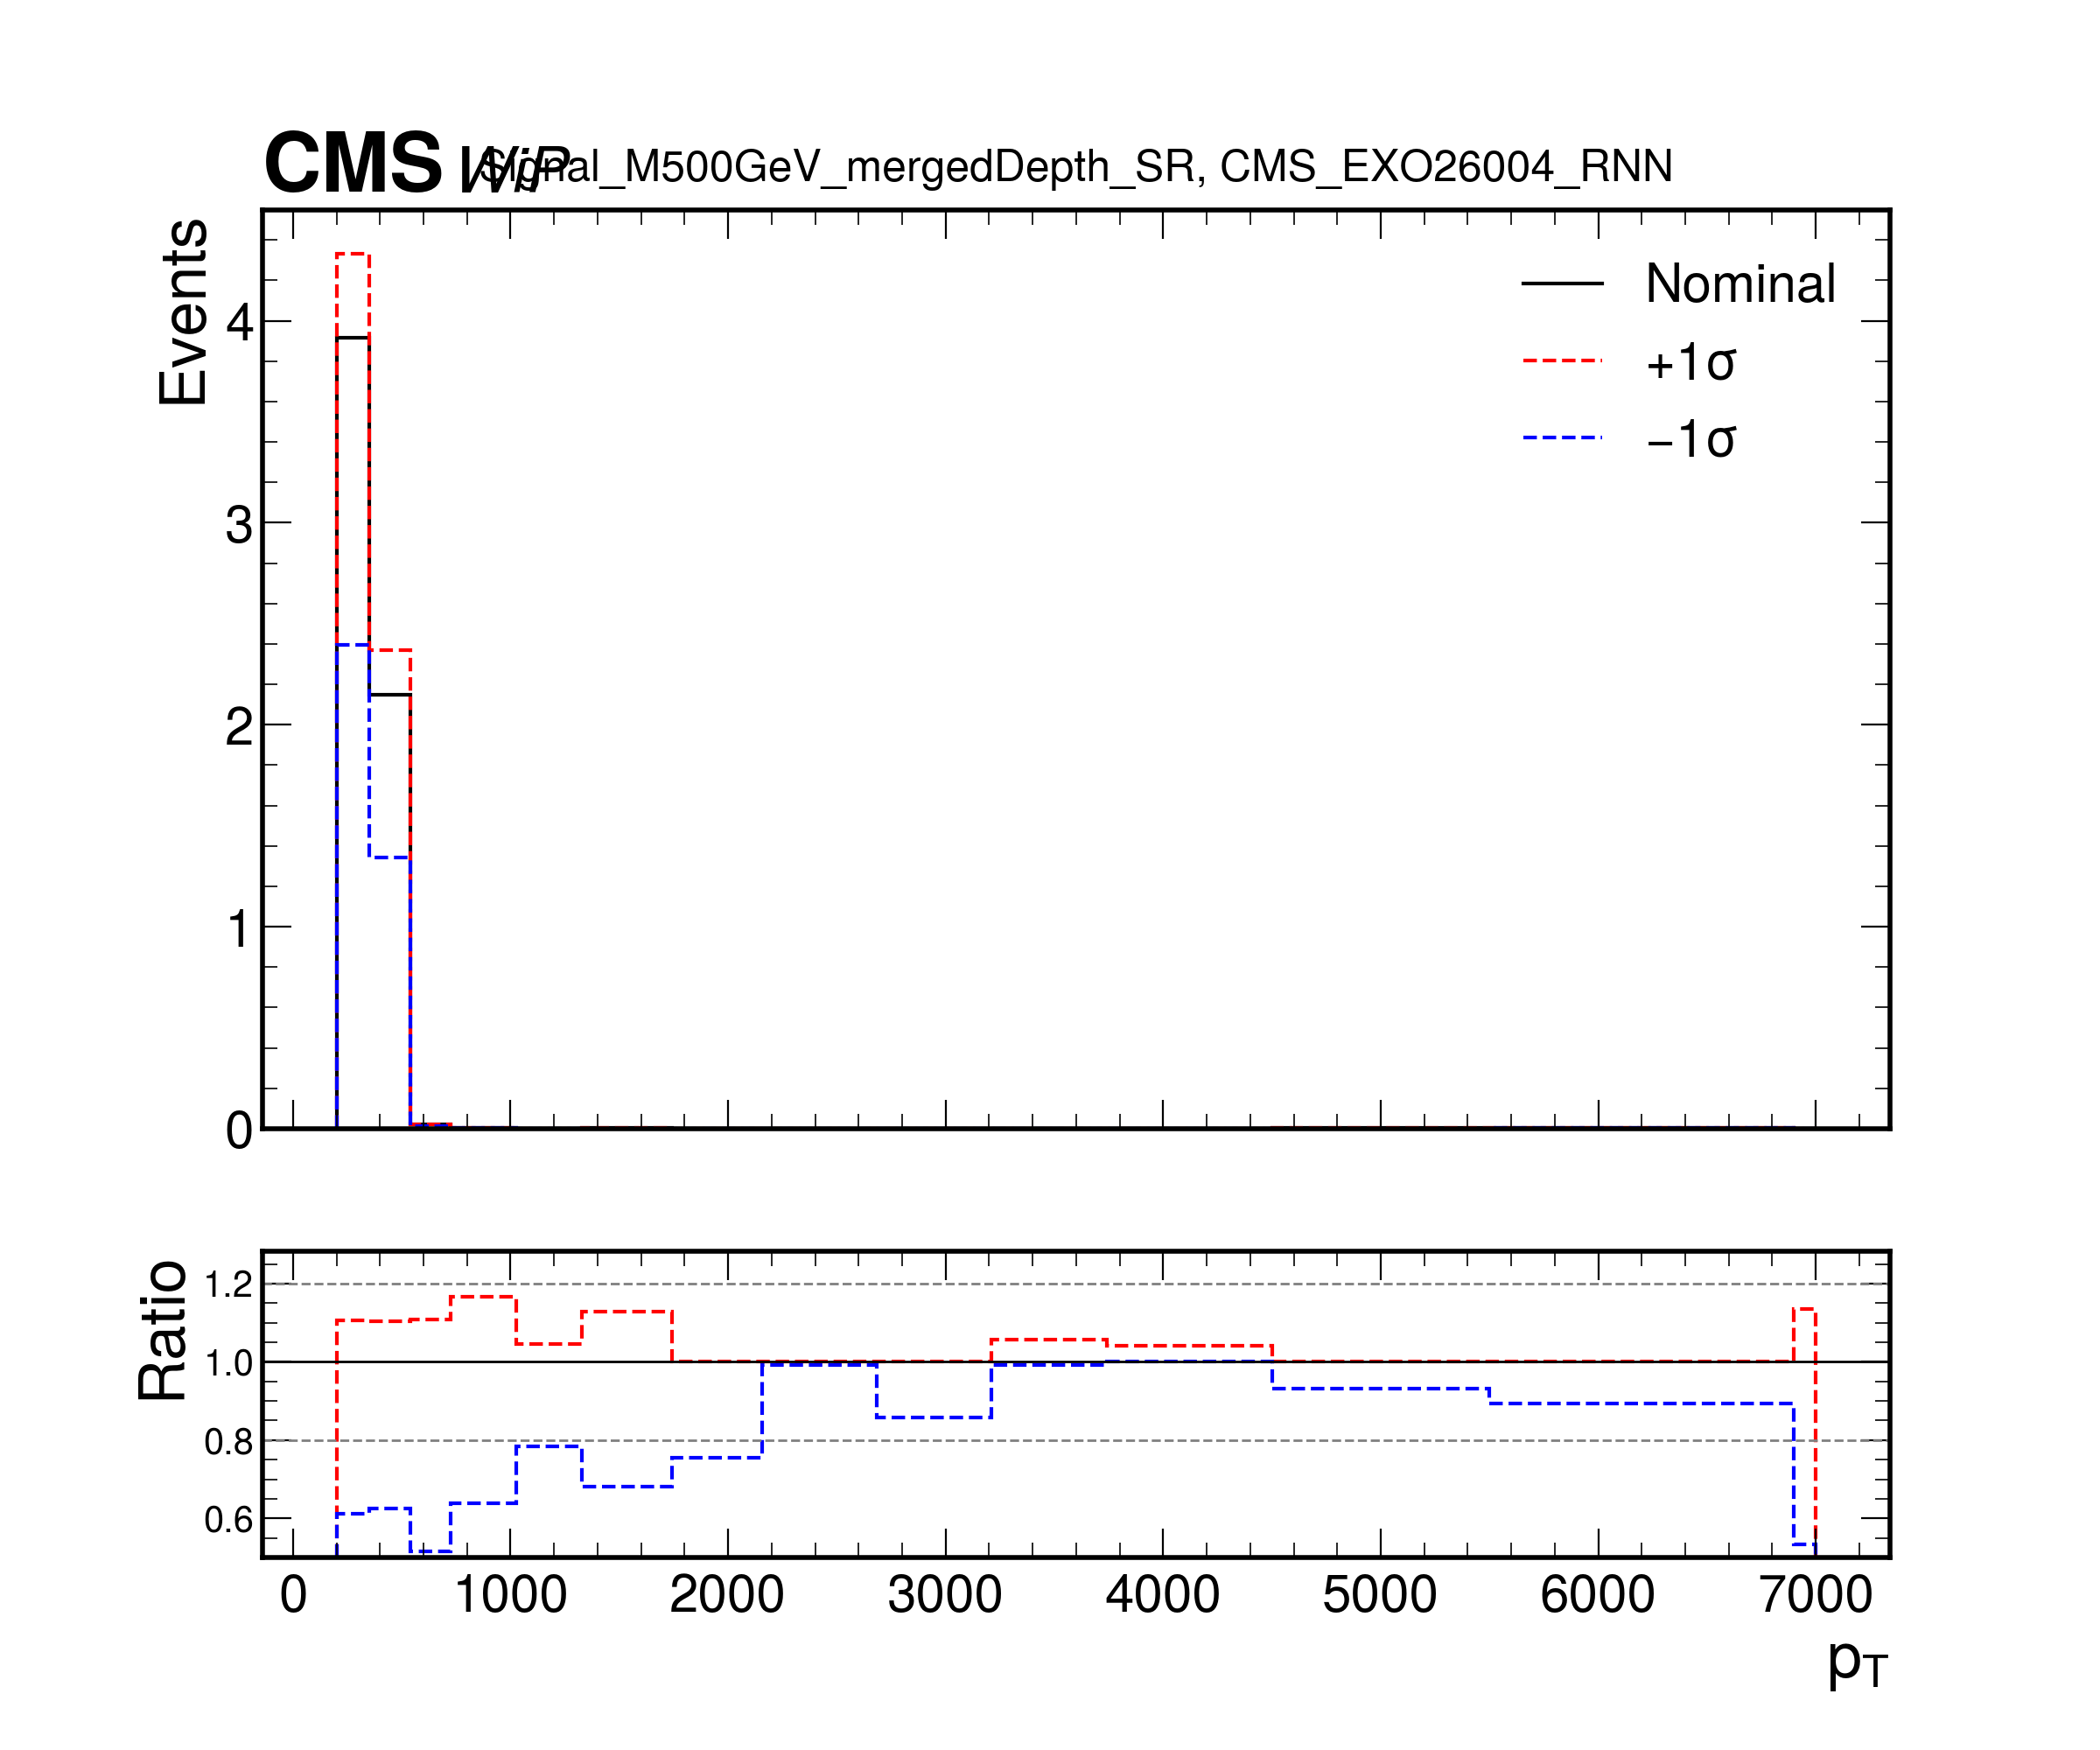 CMS WiP Signal_M500GeV_mergedDepth_SR, CMS_EXO26004_RNN
Events
4
3
2
1
0
Nominal
+1σ
−1σ
Ratio
1.2
1.0
0.8
0.6
0 1000 2000 3000 4000 5000 6000 7000
pT